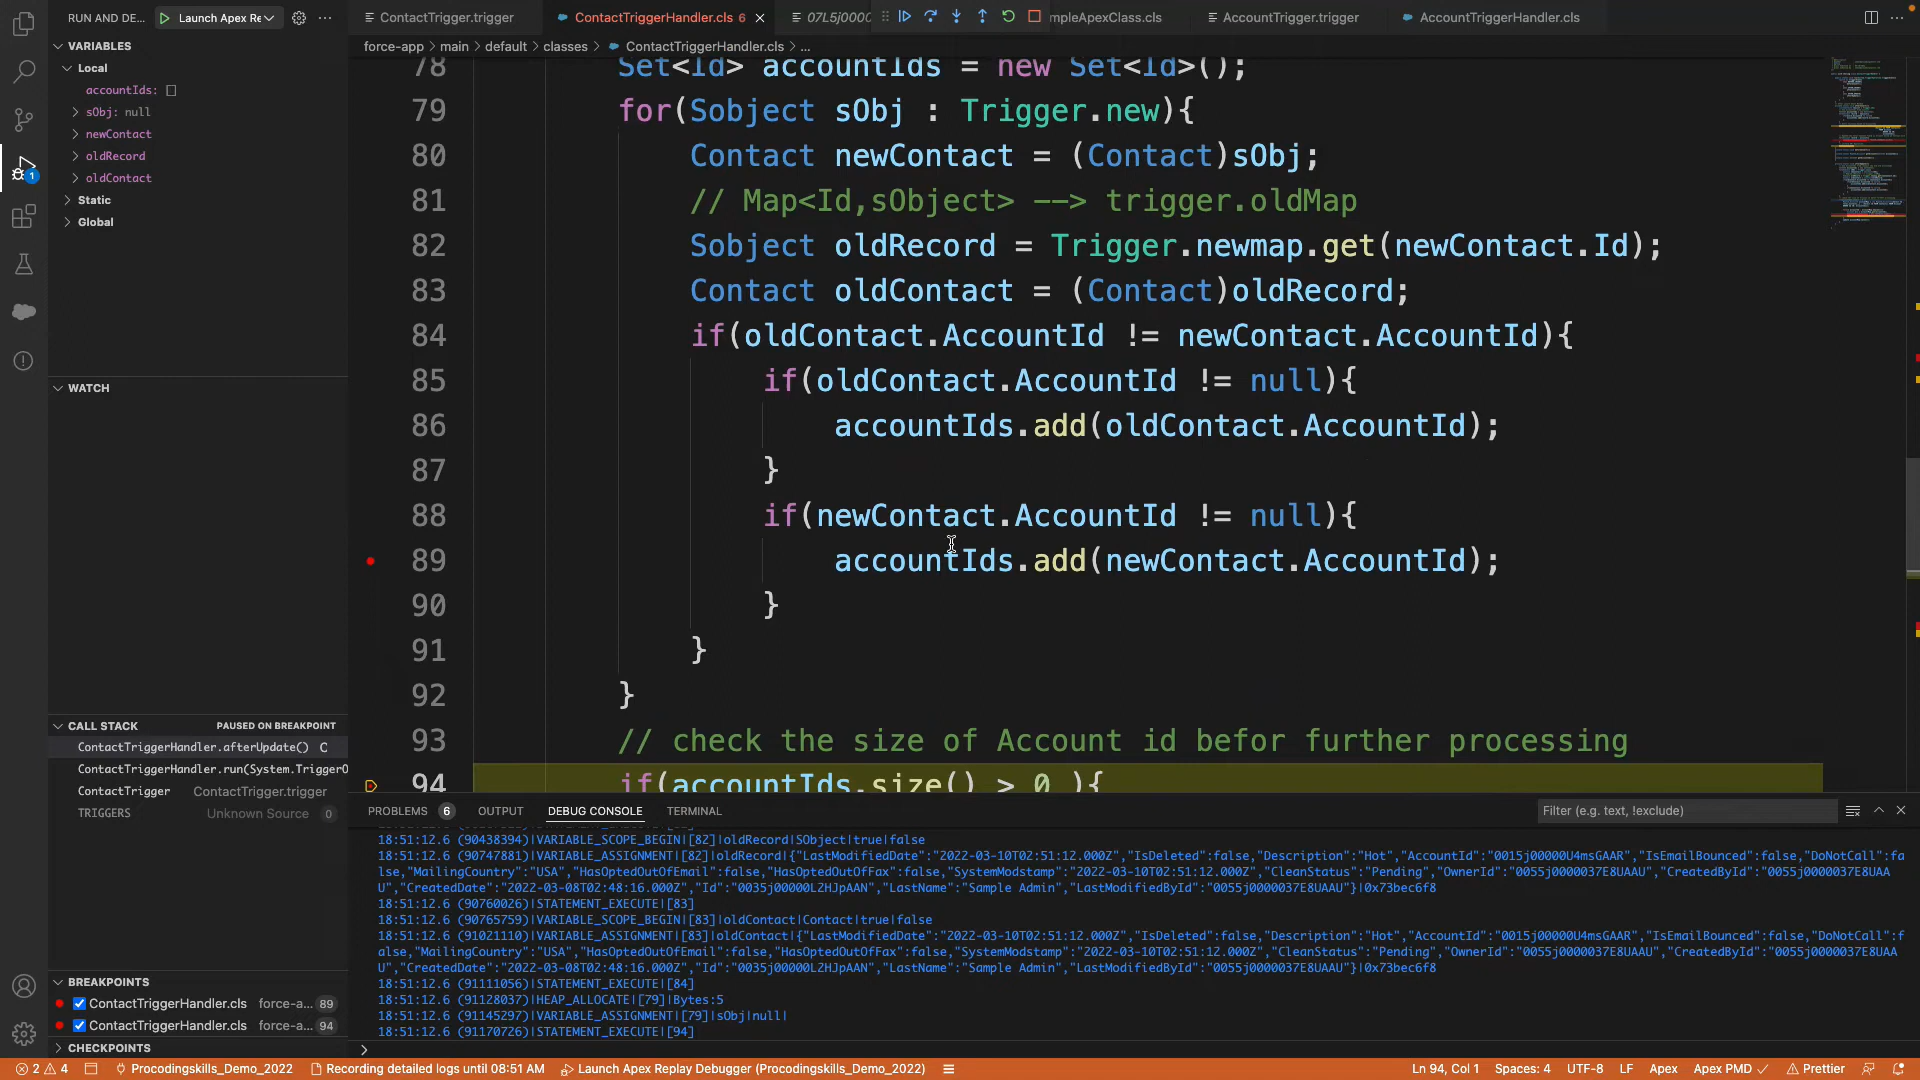 RUN AND DE...
Launch Apex Re
ContactTrigger.trigger
ContactTriggerHandler.cls 6
07L5j0000
mpleApexClass.cls
AccountTrigger.trigger
AccountTriggerHandler.cls
force-app > main > default > classes > ContactTriggerHandler.cls > ...
VARIABLES
Local
accountIds: []
sObj: null
newContact
oldRecord
oldContact
Static
Global
WATCH
CALL STACK
PAUSED ON BREAKPOINT
ContactTriggerHandler.afterUpdate() C
ContactTriggerHandler.run(System.TriggerO
ContactTrigger ContactTrigger.trigger
TRIGGERS Unknown Source 0
BREAKPOINTS
ContactTriggerHandler.cls force-a... 89
ContactTriggerHandler.cls force-a... 94
CHECKPOINTS
1
78 Set<Id> accountIds = new Set<Id>();
79 for(Sobject sObj : Trigger.new){
80 Contact newContact = (Contact)sObj;
81 // Map<Id,sObject> --> trigger.oldMap
82 Sobject oldRecord = Trigger.newmap.get(newContact.Id);
83 Contact oldContact = (Contact)oldRecord;
84 if(oldContact.AccountId != newContact.AccountId){
85 if(oldContact.AccountId != null){
86 accountIds.add(oldContact.AccountId);
87 }
88 if(newContact.AccountId != null){
89 accountIds.add(newContact.AccountId);
90 }
91 }
92 }
93 // check the size of Account id befor further processing
94 if(accountIds.size() > 0 ){
PROBLEMS 6 OUTPUT DEBUG CONSOLE TERMINAL
Filter (e.g. text, !exclude)
18:51:12.6 (90438394)|VARIABLE_SCOPE_BEGIN|[82]|oldRecord|SObject|true|false
18:51:12.6 (90747881)|VARIABLE_ASSIGNMENT|[82]|oldRecord|{"LastModifiedDate":"2022-03-10T02:51:12.000Z","IsDeleted":false,"Description":"Hot","AccountId":"0015j00000U4msGAAR","IsEmailBounced":false,"DoNotCall":fa
lse,"MailingCountry":"USA","HasOptedOutOfEmail":false,"HasOptedOutOfFax":false,"SystemModstamp":"2022-03-10T02:51:12.000Z","CleanStatus":"Pending","OwnerId":"0055j0000037E8UAAU","CreatedById":"0055j0000037E8UAA
U","CreatedDate":"2022-03-08T02:48:16.000Z","Id":"0035j00000L2HJpAAN","LastName":"Sample Admin","LastModifiedById":"0055j0000037E8UAAU"}|0x73bec6f8
18:51:12.6 (90760026)|STATEMENT_EXECUTE|[83]
18:51:12.6 (90765759)|VARIABLE_SCOPE_BEGIN|[83]|oldContact|Contact|true|false
18:51:12.6 (91021110)|VARIABLE_ASSIGNMENT|[83]|oldContact|{"LastModifiedDate":"2022-03-10T02:51:12.000Z","IsDeleted":false,"Description":"Hot","AccountId":"0015j00000U4msGAAR","IsEmailBounced":false,"DoNotCall":f
alse,"MailingCountry":"USA","HasOptedOutOfEmail":false,"HasOptedOutOfFax":false,"SystemModstamp":"2022-03-10T02:51:12.000Z","CleanStatus":"Pending","OwnerId":"0055j0000037E8UAAU","CreatedById":"0055j0000037E8UAA
U","CreatedDate":"2022-03-08T02:48:16.000Z","Id":"0035j00000L2HJpAAN","LastName":"Sample Admin","LastModifiedById":"0055j0000037E8UAAU"}|0x73bec6f8
18:51:12.6 (91111056)|STATEMENT_EXECUTE|[84]
18:51:12.6 (91128037)|HEAP_ALLOCATE|[79]|Bytes:5
18:51:12.6 (91145297)|VARIABLE_ASSIGNMENT|[79]|sObj|null|
18:51:12.6 (91170726)|STATEMENT_EXECUTE|[94]
>
2 4 Procodingskills_Demo_2022 Recording detailed logs until 08:51 AM Launch Apex Replay Debugger (Procodingskills_Demo_2022) Ln 94, Col 1 Spaces: 4 UTF-8 LF Apex Apex PMD Prettier